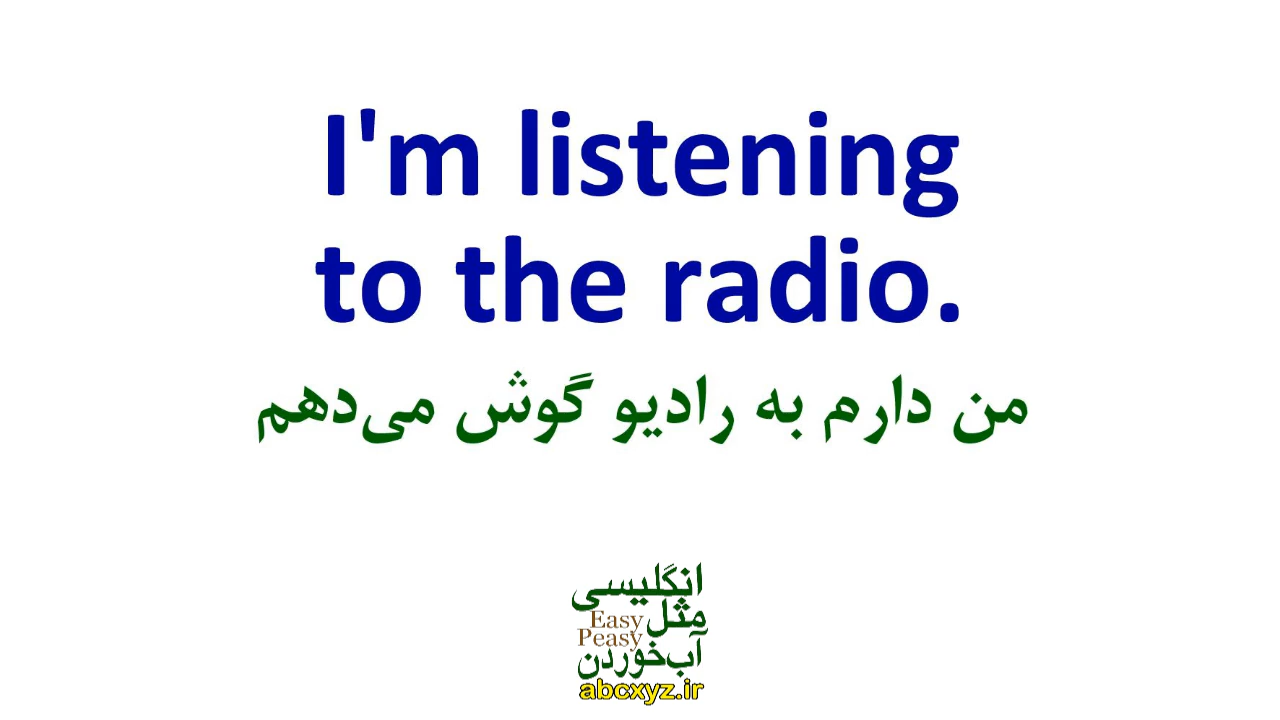 I'm listening
to the radio.
من دارم به رادیو گوش می‌دهم
انگلیسی
مثل
Easy
Peasy
آب‌خوردن
abcxyz.ir